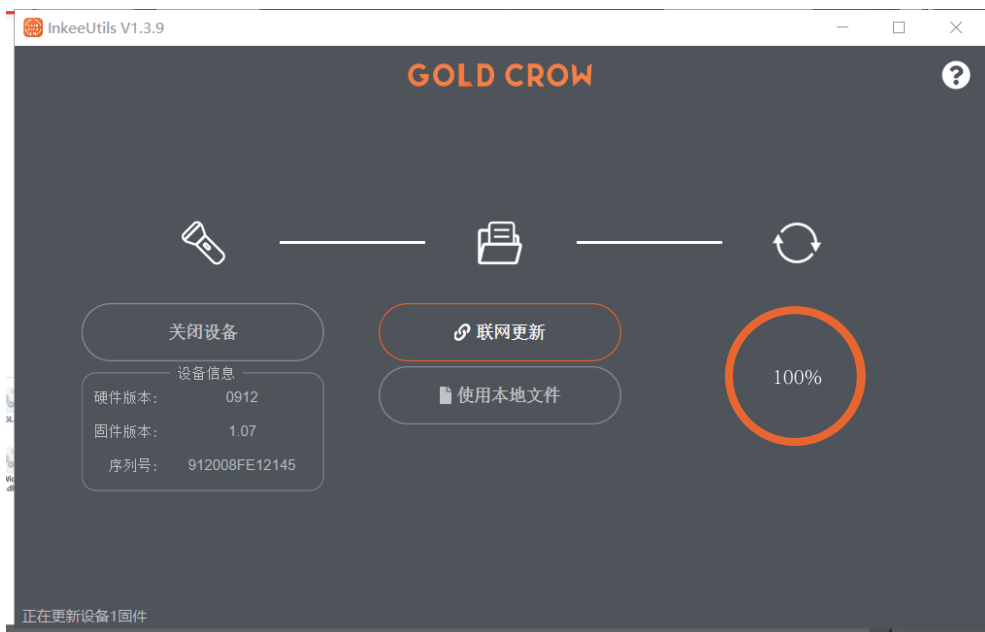 InkeeUtils V1.3.9
GOLD CROW
?
关闭设备
设备信息
硬件版本： 0912
固件版本： 1.07
序列号： 912008FE12145
联网更新
使用本地文件
100%
正在更新设备1固件